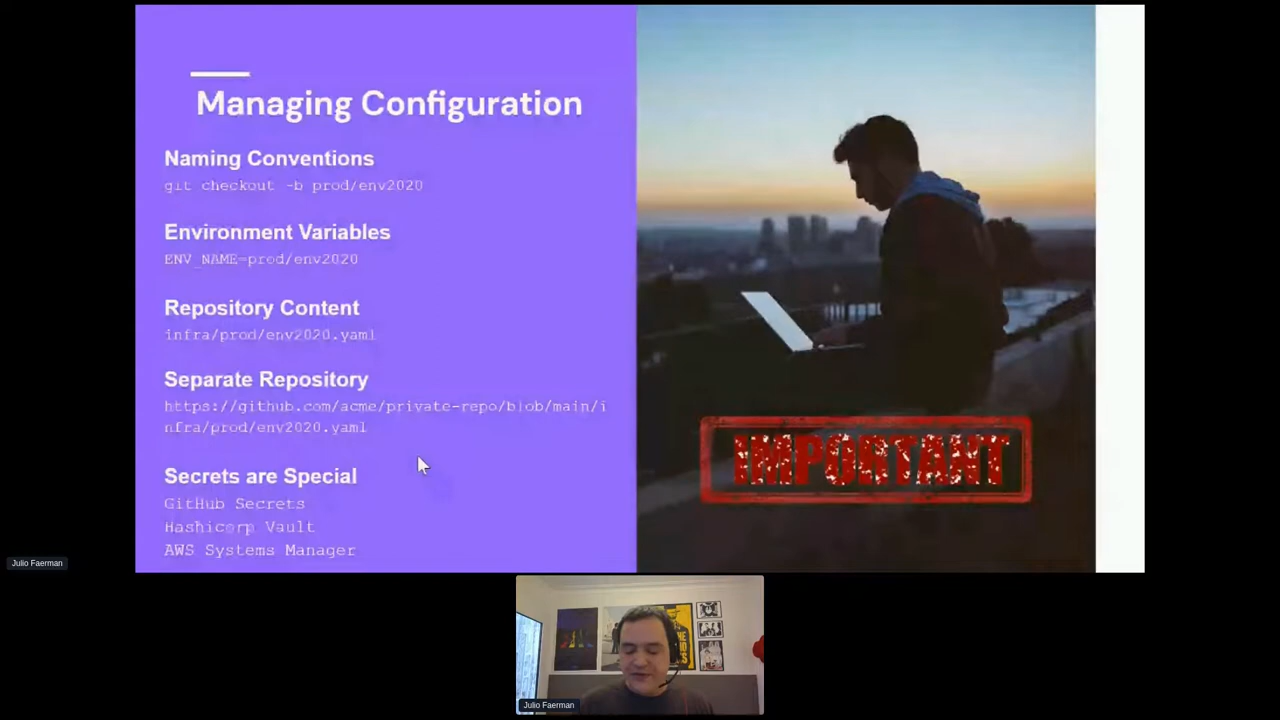 Managing Configuration
Naming Conventions
git checkout -b prod/env2020
Environment Variables
ENV_NAME=prod/env2020
Repository Content
infra/prod/env2020.yaml
Separate Repository
https://github.com/acme/private-repo/blob/main/i
nfra/prod/env2020.yaml
Secrets are Special
GitHub Secrets
Hashicorp Vault
AWS Systems Manager
IMPORTANT
Julio Faerman
Julio Faerman